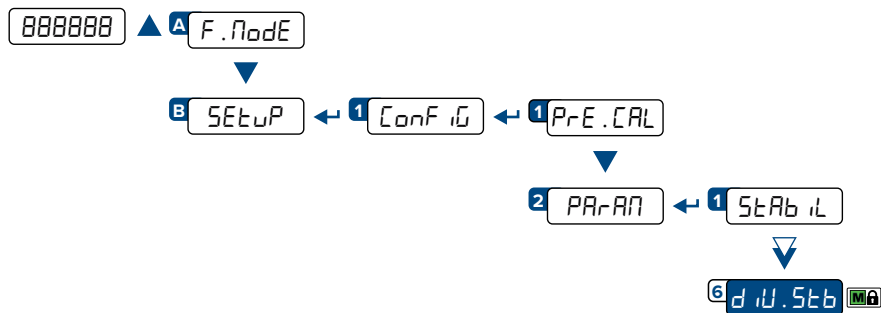 888888 A F.ModE
B SEtuP 1 ConFiG 1 PrE.CAL
2 PArAM 1 StAbiL
6 diV.Stb M